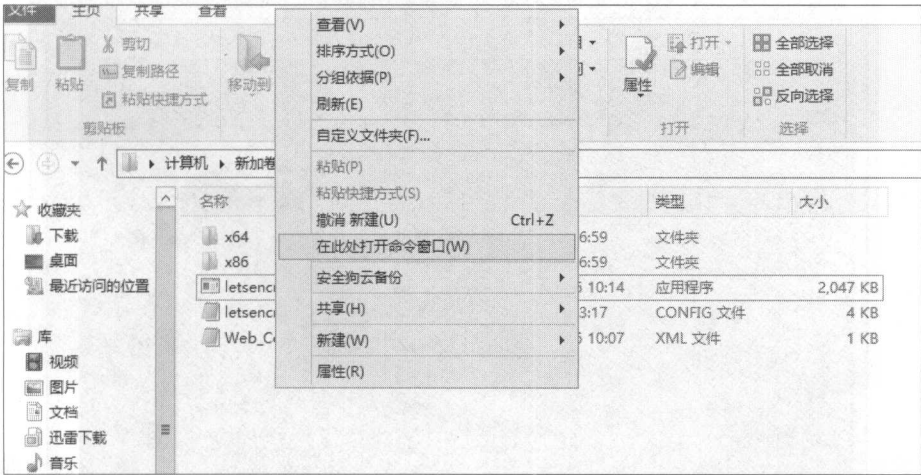 文件 主页 共享 查看
复制
粘贴
剪切
复制路径
粘贴快捷方式
剪贴板
移动到
属性
打开
编辑
打开
全部选择
全部取消
反向选择
选择
查看(V)
排序方式(O)
分组依据(P)
刷新(E)
自定义文件夹(F)...
粘贴(P)
粘贴快捷方式(S)
撤消 新建(U) Ctrl+Z
在此处打开命令窗口(W)
安全狗云备份
共享(H)
新建(W)
属性(R)
计算机 新加卷
收藏夹
下载
桌面
最近访问的位置
库
视频
图片
文档
迅雷下载
音乐
名称 类型 大小
x64 6:59 文件夹
x86 6:59 文件夹
letsencr 10:14 应用程序 2,047 KB
letsencr 3:17 CONFIG 文件 4 KB
Web_Co 10:07 XML 文件 1 KB